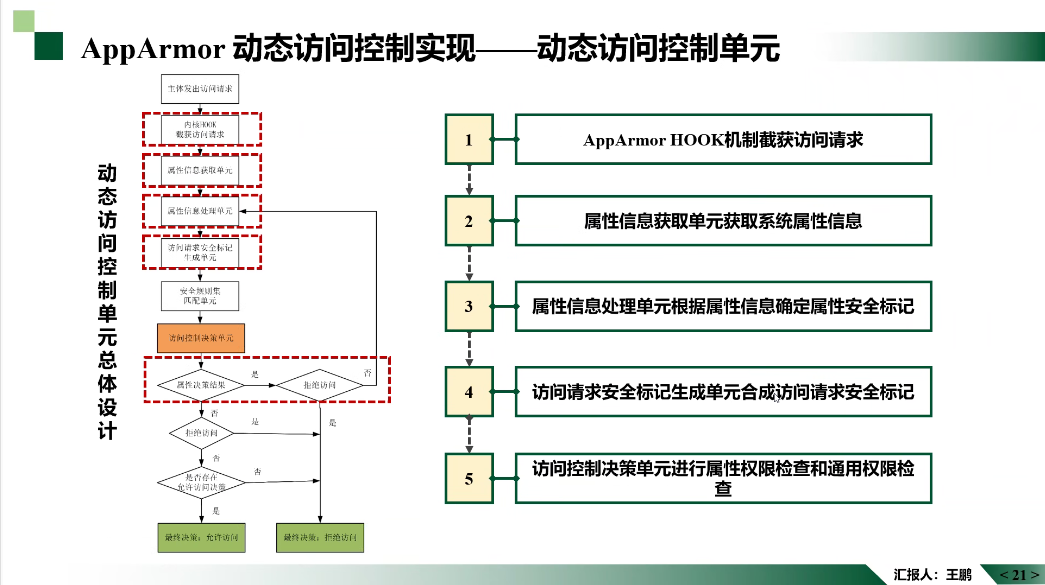 AppArmor 动态访问控制实现——动态访问控制单元
动态访问控制单元总体设计
主体发出访问请求
内核HOOK
截获访问请求
属性信息获取单元
属性信息处理单元
访问请求安全标记
生成单元
安全规则集
匹配单元
访问控制决策单元
属性决策结果
是
拒绝访问
否
否
拒绝访问
是
是
否
是否存在
允许访问决策
否
是
最终决策：允许访问
最终决策：拒绝访问
1
AppArmor HOOK机制截获访问请求
2
属性信息获取单元获取系统属性信息
3
属性信息处理单元根据属性信息确定属性安全标记
4
访问请求安全标记生成单元合成访问请求安全标记
5
访问控制决策单元进行属性权限检查和通用权限检
查
汇报人：王鹏
< 21 >